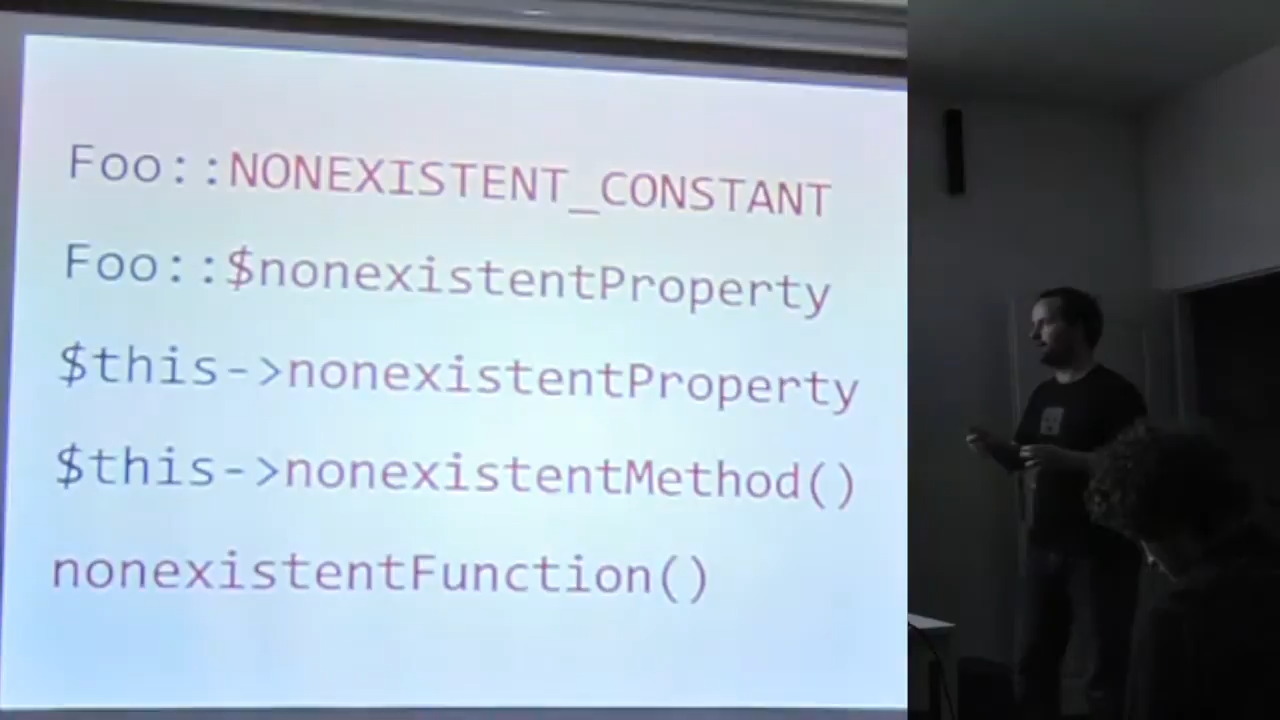 Foo::NONEXISTENT_CONSTANT
Foo::$nonexistentProperty
$this->nonexistentProperty
$this->nonexistentMethod()
nonexistentFunction()